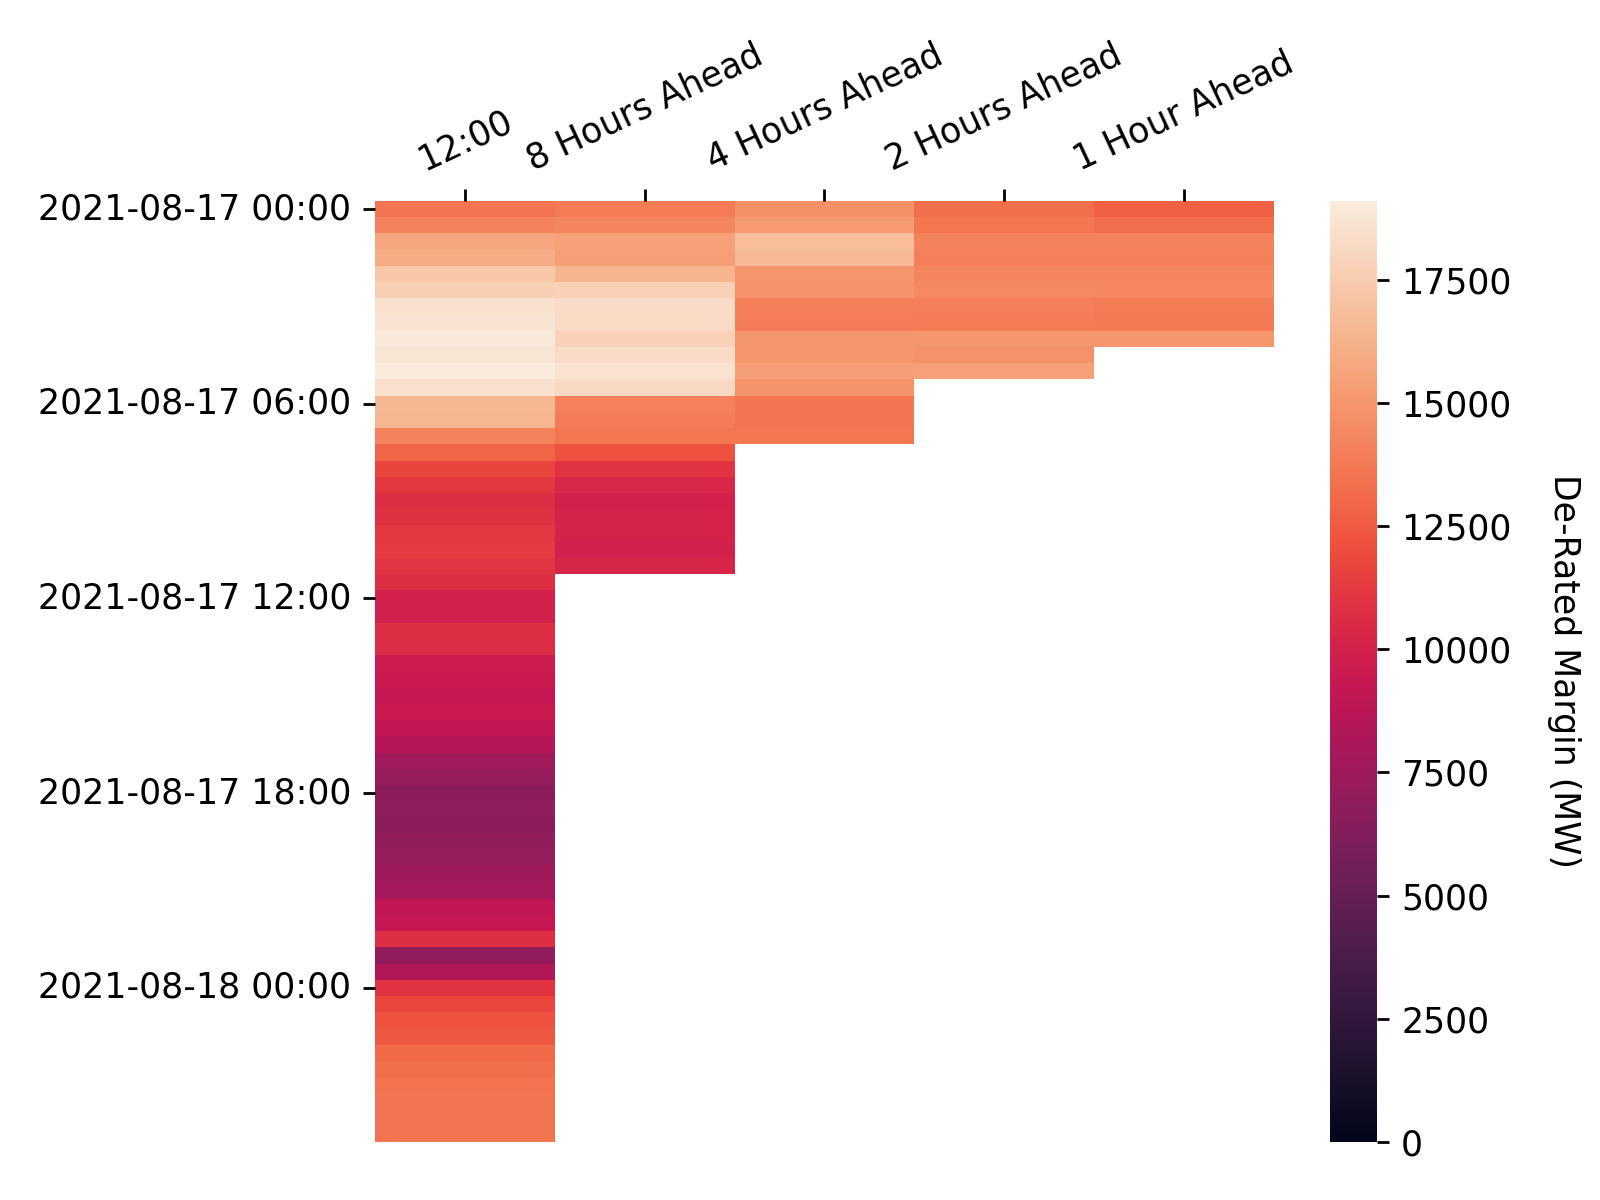 12:00
8 Hours Ahead
4 Hours Ahead
2 Hours Ahead
1 Hour Ahead
2021-08-17 00:00
2021-08-17 06:00
2021-08-17 12:00
2021-08-17 18:00
2021-08-18 00:00
17500
15000
12500
10000
7500
5000
2500
0
De-Rated Margin (MW)